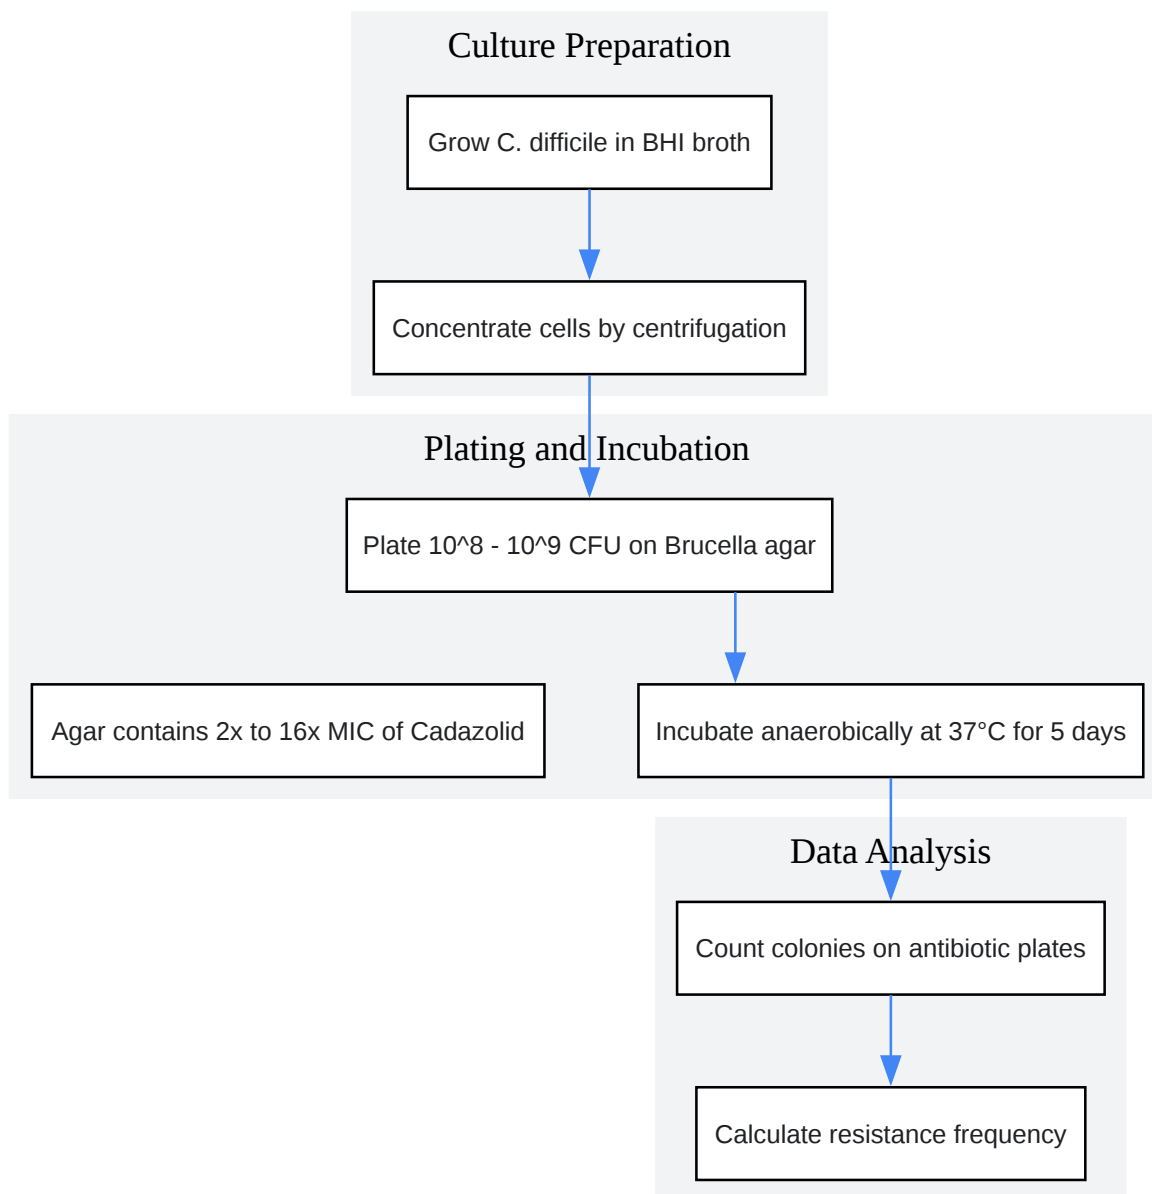 Culture Preparation
Grow C. difficile in BHI broth
Concentrate cells by centrifugation
Plating and Incubation
Plate 10^8 - 10^9 CFU on Brucella agar
Agar contains 2x to 16x MIC of Cadazolid
Incubate anaerobically at 37°C for 5 days
Data Analysis
Count colonies on antibiotic plates
Calculate resistance frequency